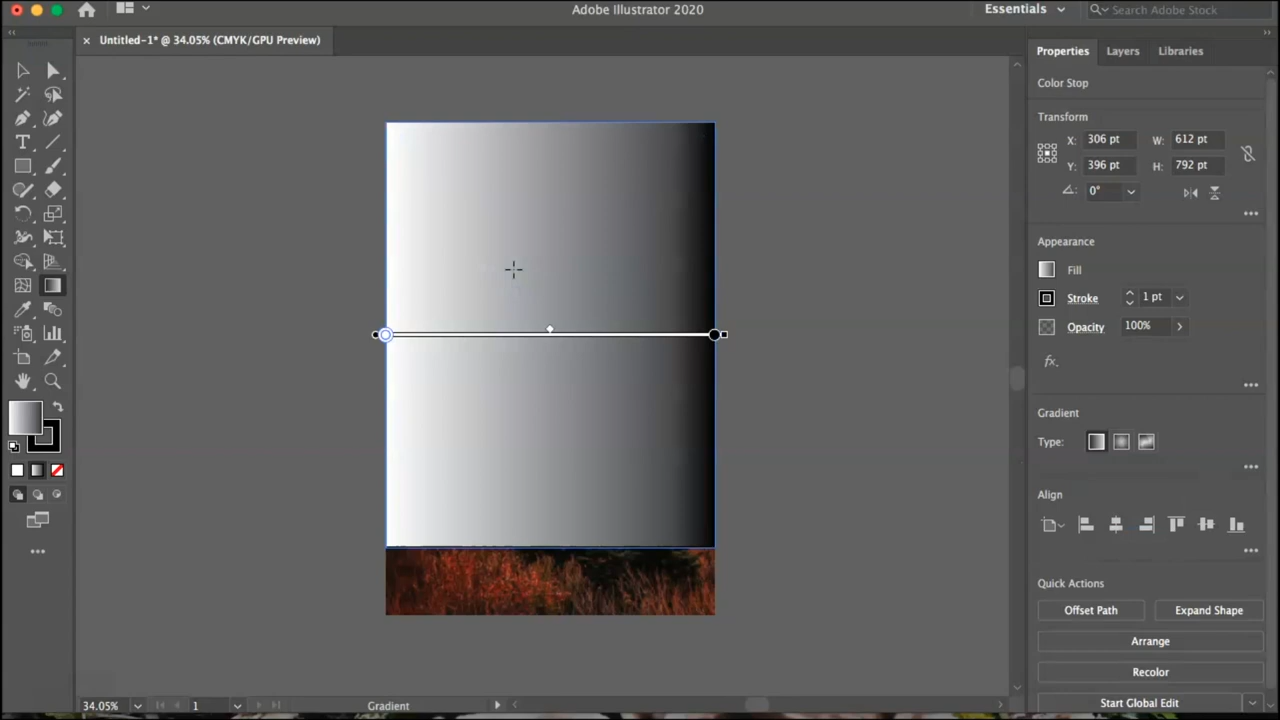 Adobe Illustrator 2020
Essentials
Search Adobe Stock
Untitled-1* @ 34.05% (CMYK/GPU Preview)
Properties
Layers
Libraries
Color Stop
Transform
X: 306 pt
W: 612 pt
Y: 396 pt
H: 792 pt
0°
Appearance
Fill
Stroke
1 pt
Opacity
100%
fx.
Gradient
Type:
Align
Quick Actions
Offset Path
Expand Shape
Arrange
Recolor
Start Global Edit
34.05%
1
Gradient